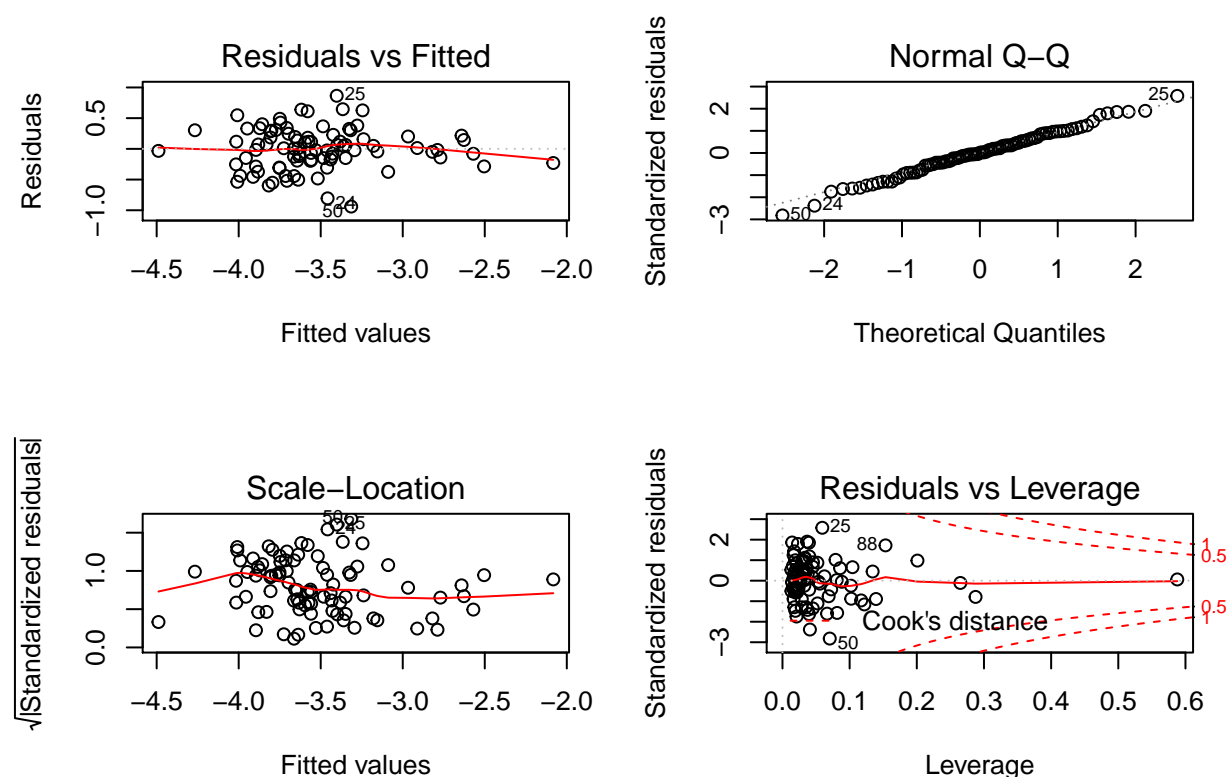 Residuals vs Fitted
Residuals
0.5
−1.0
25
24
50
−4.5 −4.0 −3.5 −3.0 −2.5 −2.0
Fitted values
Normal Q−Q
Standardized residuals
2
0
−3
25
24
50
−2 −1 0 1 2
Theoretical Quantiles
Scale−Location
√|Standardized residuals|
1.0
0.0
50
25
24
−4.5 −4.0 −3.5 −3.0 −2.5 −2.0
Fitted values
Residuals vs Leverage
Standardized residuals
2
0
−3
25
88
50
Cook's distance
1
0.5
0.5
1
0.0 0.1 0.2 0.3 0.4 0.5 0.6
Leverage